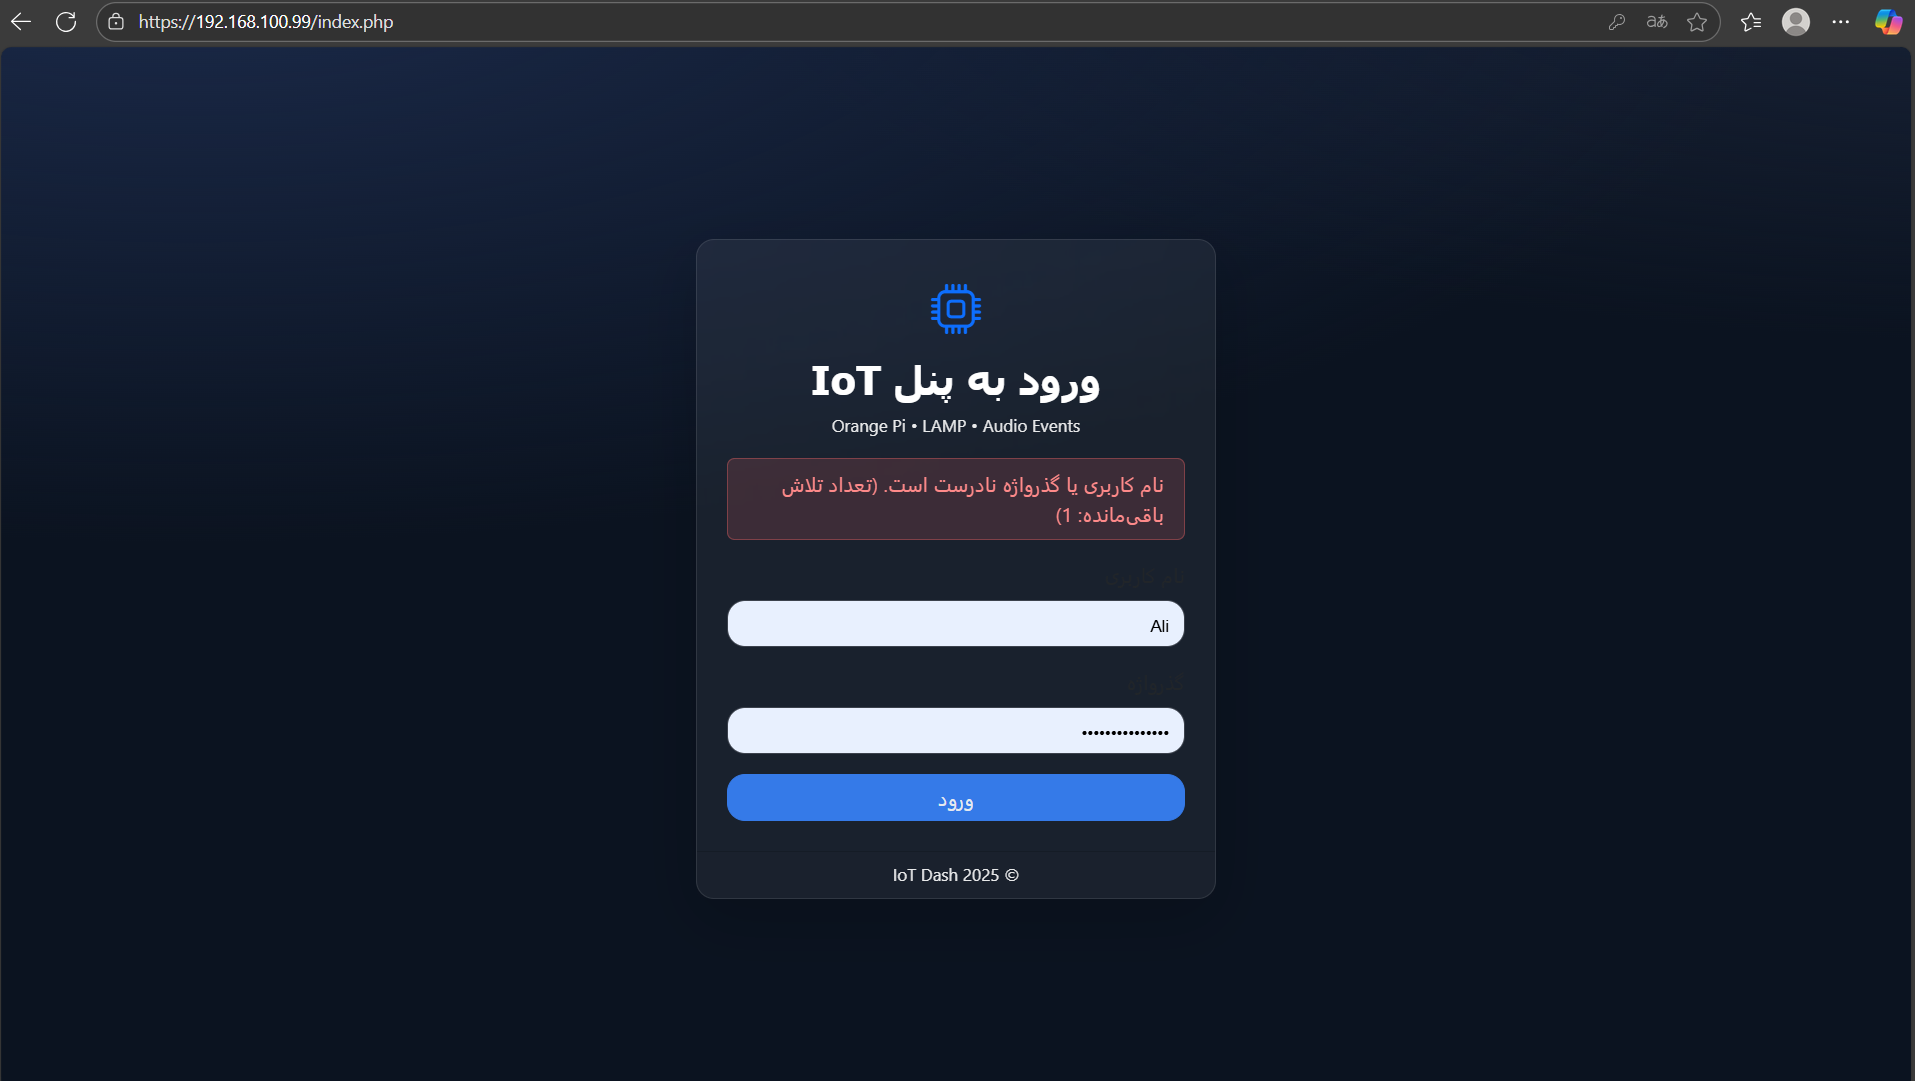 https://192.168.100.99/index.php
ورود به پنل IoT
Orange Pi • LAMP • Audio Events
نام کاربری یا گذرواژه نادرست است. (تعداد تلاش
باقی‌مانده: 1)
نام کاربری
Ali
گذرواژه
ورود
IoT Dash 2025 ©